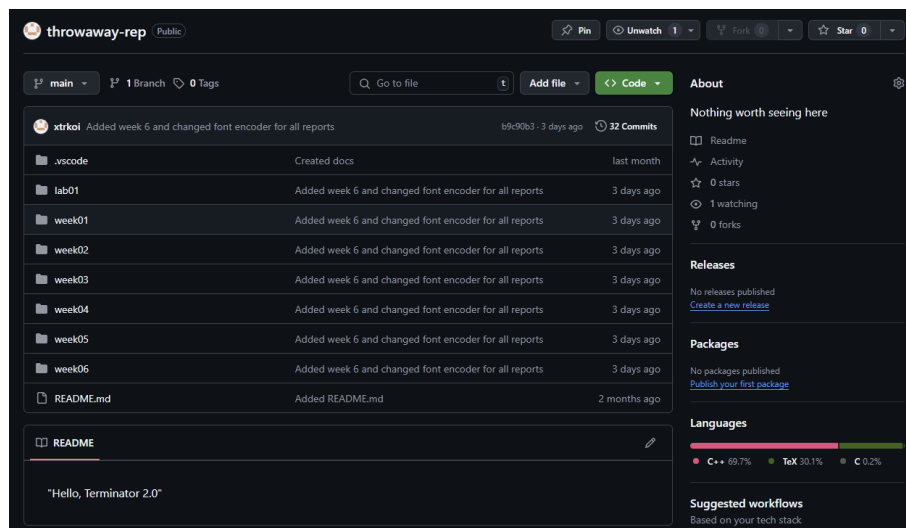 throwaway-rep Public
Pin
Unwatch 1
Fork 0
Star 0
main
1 Branch
0 Tags
Go to file
t
Add file
Code
xtrkoi Added week 6 and changed font encoder for all reports
b9c90b3 · 3 days ago
32 Commits
.vscode Created docs last month
lab01 Added week 6 and changed font encoder for all reports 3 days ago
week01 Added week 6 and changed font encoder for all reports 3 days ago
week02 Added week 6 and changed font encoder for all reports 3 days ago
week03 Added week 6 and changed font encoder for all reports 3 days ago
week04 Added week 6 and changed font encoder for all reports 3 days ago
week05 Added week 6 and changed font encoder for all reports 3 days ago
week06 Added week 6 and changed font encoder for all reports 3 days ago
README.md Added README.md 2 months ago
README
"Hello, Terminator 2.0"
About
Nothing worth seeing here
Readme
Activity
0 stars
1 watching
0 forks
Releases
No releases published
Create a new release
Packages
No packages published
Publish your first package
Languages
C++ 69.7% TeX 30.1% C 0.2%
Suggested workflows
Based on your tech stack